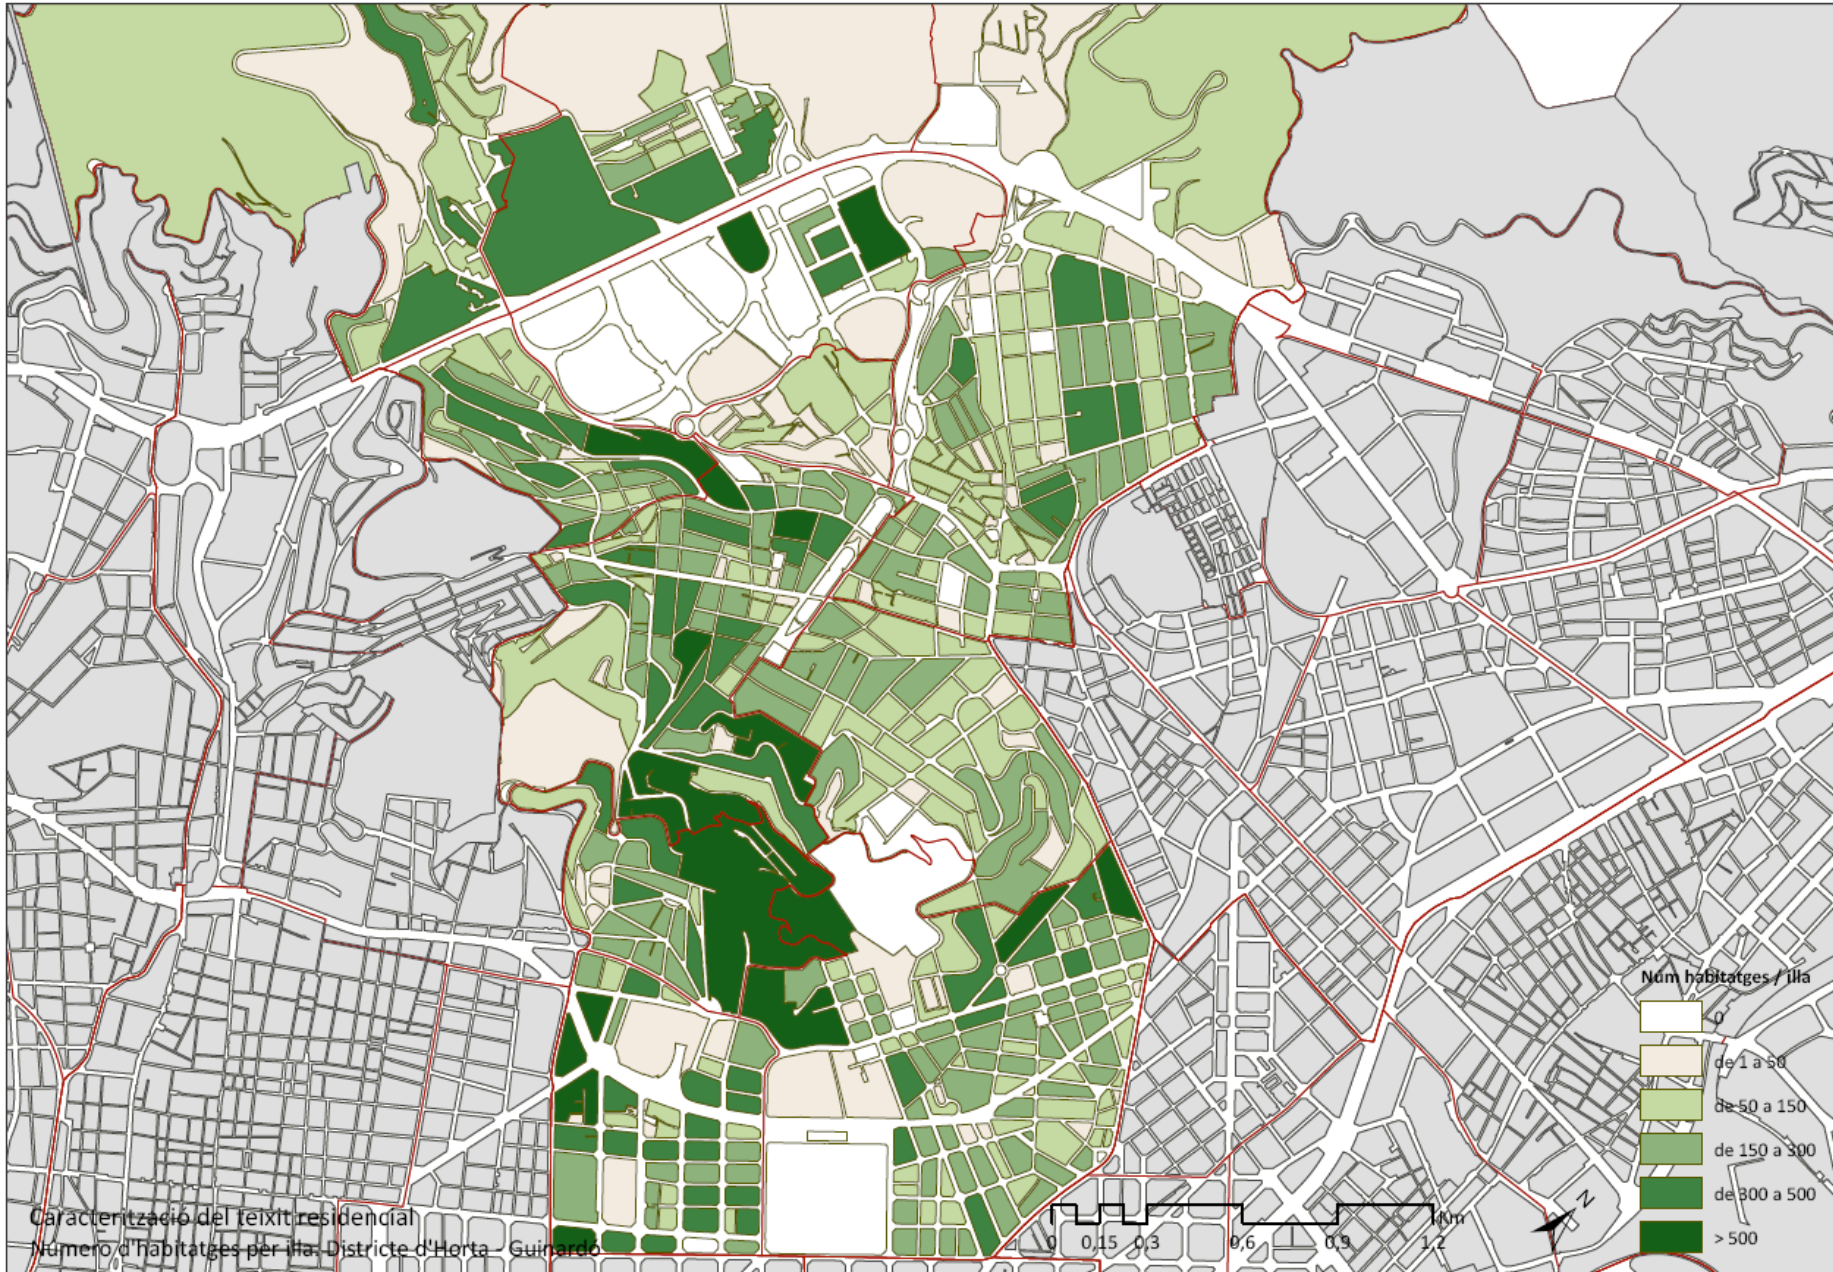 Núm habitatges / illa
0
de 1 a 50
de 50 a 150
de 150 a 300
de 300 a 500
> 500
Caracterització del teixit residencial
Número d'habitatges per illa. Districte d'Horta - Guinardó
0 0,15 0,3 0,6 0,9 1,2 Km
N